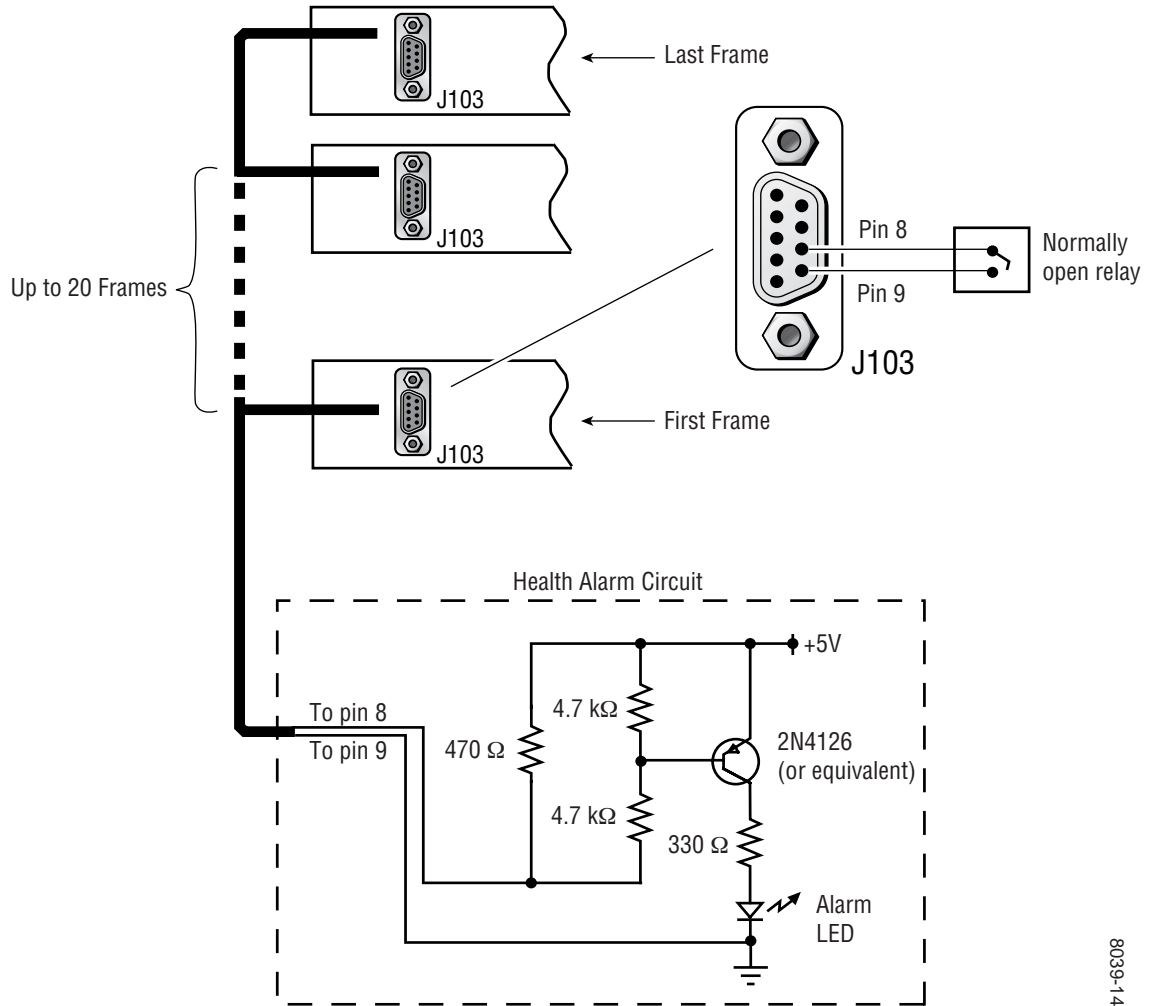 Last Frame
J103
J103
Pin 8
Normally
open relay
Up to 20 Frames
Pin 9
J103
First Frame
J103
Health Alarm Circuit
+5V
To pin 8
4.7 kΩ
To pin 9
470 Ω
2N4126
(or equivalent)
4.7 kΩ
330 Ω
Alarm
LED
8039-14